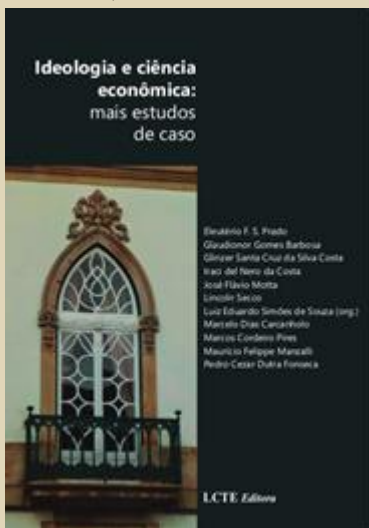 Ideologia e ciência
econômica:
mais estudos
de caso
Eleutério F. S. Prado
Glaudionor Gomes Barbosa
Glinzer Santa Cruz da Silva Costa
Iraci del Nero da Costa
José Flávio Motta
Lincoln Secco
Luiz Eduardo Simões de Souza (org.)
Marcelo Dias Carcanholo
Marcos Cordeiro Pires
Maurício Felippe Manzalli
Pedro Cezar Dutra Fonseca
LCTE Editora